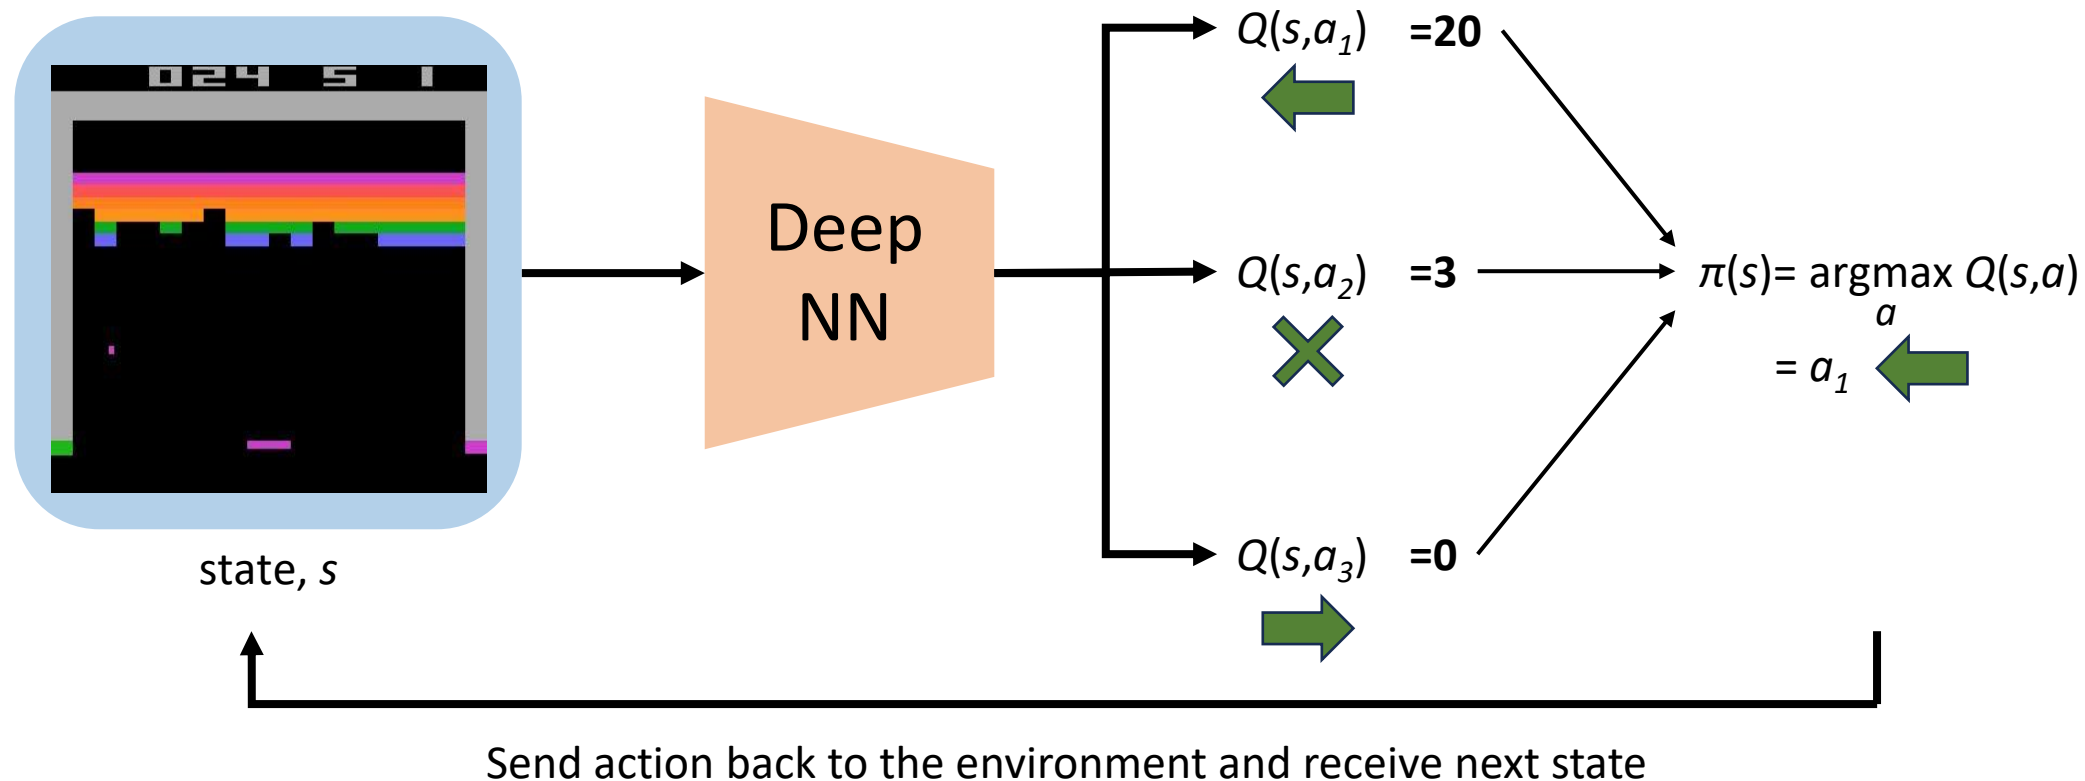 024 5 1
state, s
Deep
NN
Q(s,a₁) =20
Q(s,a₂) =3
Q(s,a₃) =0
π(s)= argmax Q(s,a)
a
= a₁
Send action back to the environment and receive next state